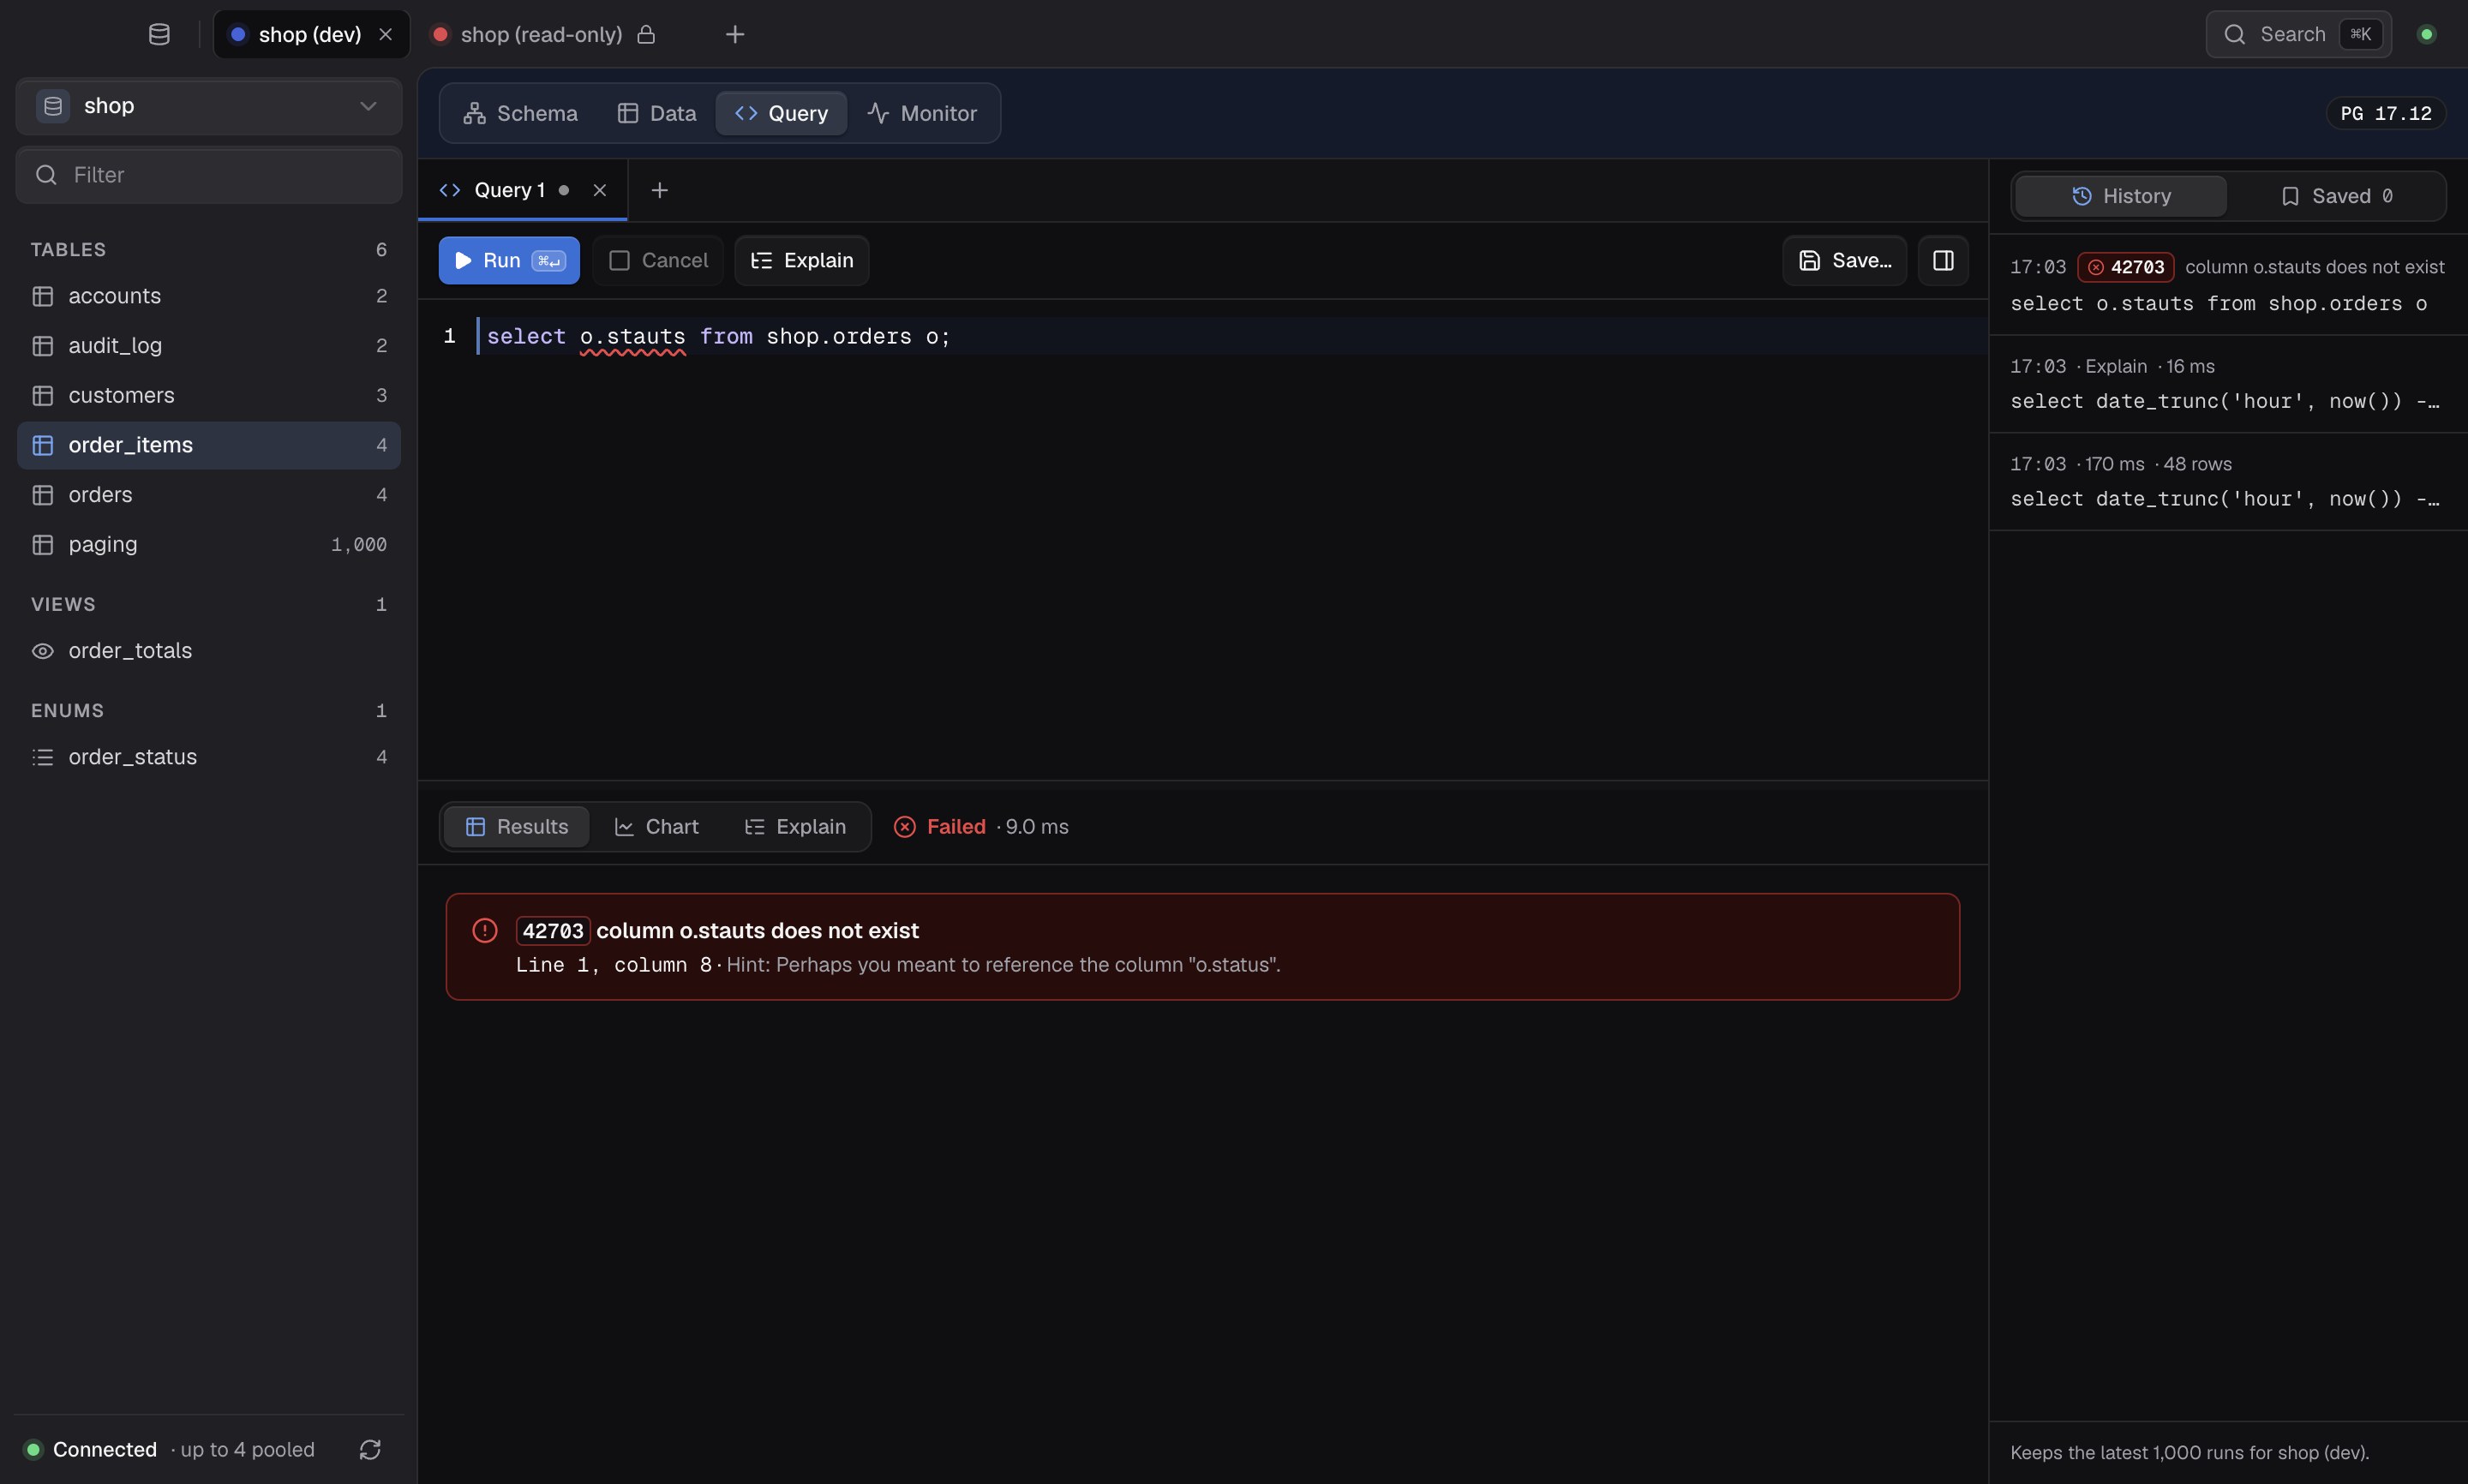 shop (dev)
shop (read-only)
Search ⌘K
shop
Filter
TABLES 6
accounts 2
audit_log 2
customers 3
order_items 4
orders 4
paging 1,000
VIEWS 1
order_totals
ENUMS 1
order_status 4
Connected · up to 4 pooled
Schema
Data
Query
Monitor
PG 17.12
Query 1
Run ⌘↵
Cancel
Explain
Save…
1 select o.stauts from shop.orders o;
Results
Chart
Explain
Failed · 9.0 ms
42703 column o.stauts does not exist
Line 1, column 8 · Hint: Perhaps you meant to reference the column "o.status".
History
Saved 0
17:03 42703 column o.stauts does not exist
select o.stauts from shop.orders o
17:03 · Explain · 16 ms
select date_trunc('hour', now()) -…
17:03 · 170 ms · 48 rows
select date_trunc('hour', now()) -…
Keeps the latest 1,000 runs for shop (dev).